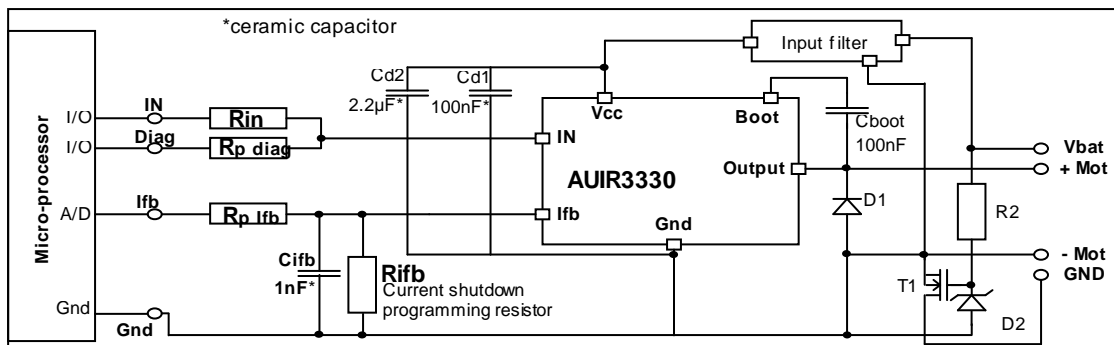 *ceramic capacitor
Input filter
Cd2
2.2µF*
Cd1
100nF*
Vcc
Boot
Cboot
100nF
Micro-processor
I/O
IN
Rin
I/O
Diag
Rp diag
IN
AUIR3330
Output
Vbat
+ Mot
A/D
Ifb
Rp Ifb
Ifb
Gnd
D1
R2
Cifb
1nF*
Rifb
Current shutdown
programming resistor
- Mot
GND
T1
D2
Gnd
Gnd